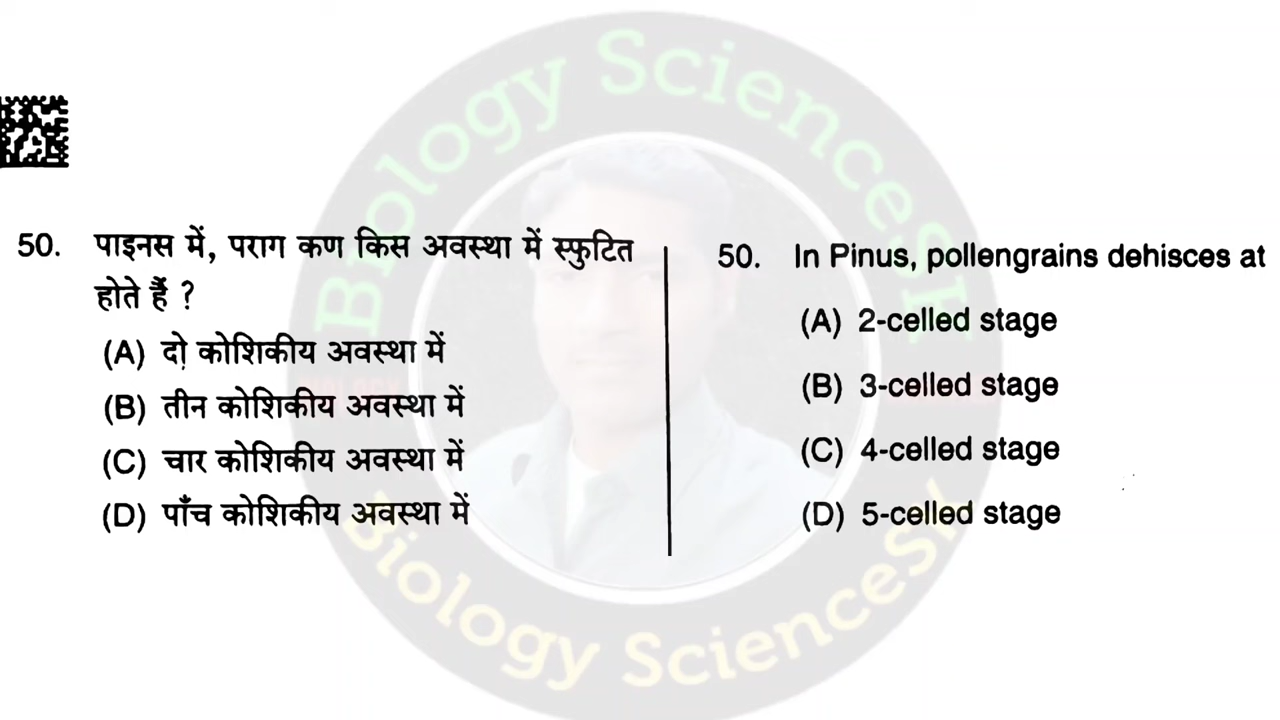 Biology ScienceSK
50. पाइनस में, पराग कण किस अवस्था में स्फुटित
होते हैं ?
(A) दो कोशिकीय अवस्था में
(B) तीन कोशिकीय अवस्था में
(C) चार कोशिकीय अवस्था में
(D) पाँच कोशिकीय अवस्था में
50. In Pinus, pollengrains dehisces at
(A) 2-celled stage
(B) 3-celled stage
(C) 4-celled stage
(D) 5-celled stage
BIOLOGY
Biology ScienceSK